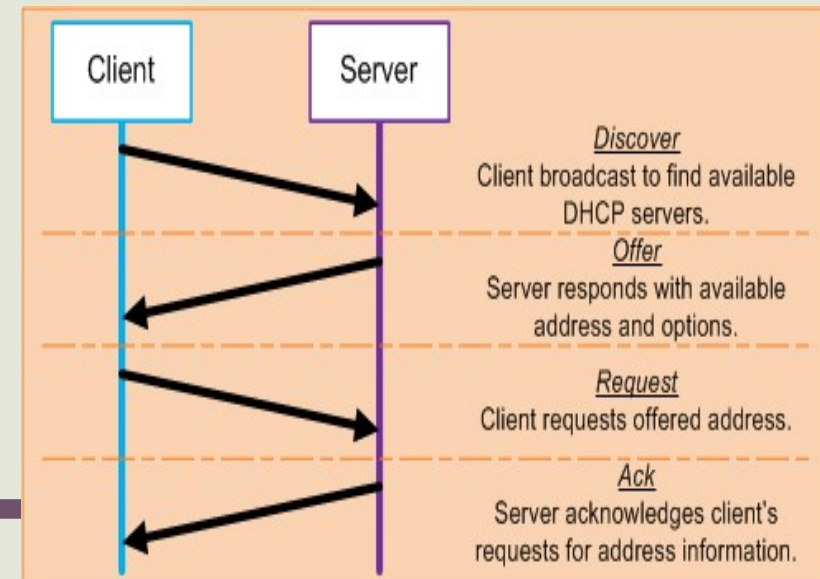 Client
Server
Discover
Client broadcast to find available
DHCP servers.
Offer
Server responds with available
address and options.
Request
Client requests offered address.
Ack
Server acknowledges client`s
requests for address information.